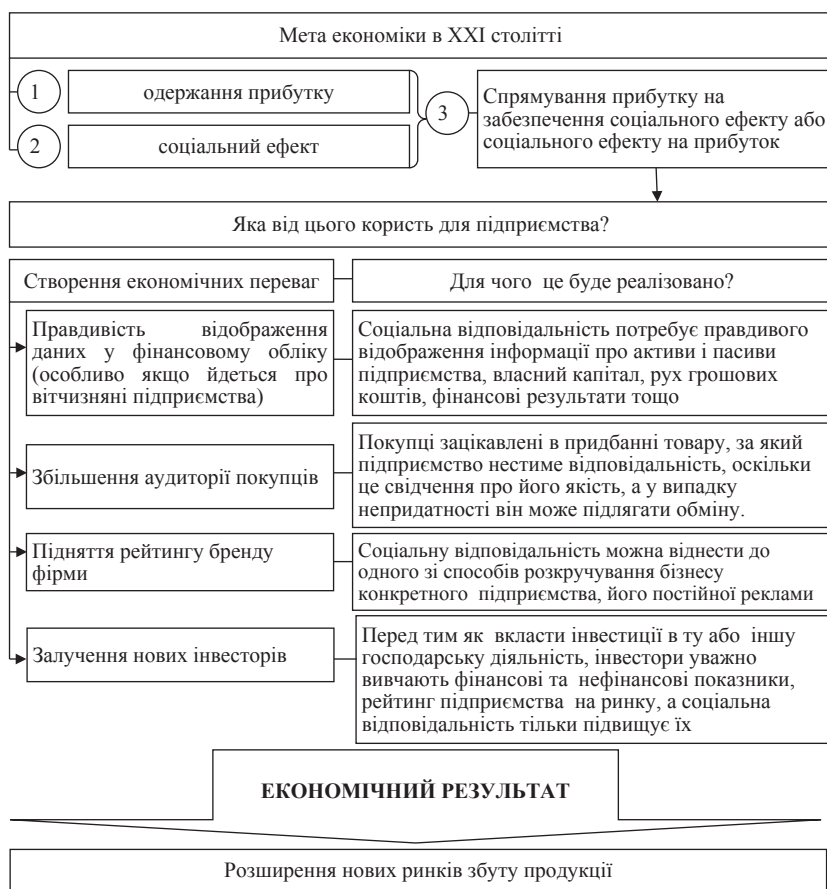 Мета економіки в XXI столітті
1
одержання прибутку
2
соціальний ефект
3
Спрямування прибутку на
забезпечення соціального ефекту або
соціального ефекту на прибуток
Яка від цього користь для підприємства?
Створення економічних переваг
Для чого це буде реалізовано?
Правдивість відображення
даних у фінансовому обліку
(особливо якщо йдеться про
вітчизняні підприємства)
Соціальна відповідальність потребує правдивого
відображення інформації про активи і пасиви
підприємства, власний капітал, рух грошових
коштів, фінансові результати тощо
Збільшення аудиторії покупців
Покупці зацікавлені в придбанні товару, за який
підприємство нестиме відповідальність, оскільки
це свідчення про його якість, а у випадку
непридатності він може підлягати обміну.
Підняття рейтингу бренду
фірми
Соціальну відповідальність можна віднести до
одного зі способів розкручування бізнесу
конкретного підприємства, його постійної реклами
Залучення нових інвесторів
Перед тим як вкласти інвестиції в ту або іншу
господарську діяльність, інвестори уважно
вивчають фінансові та нефінансові показники,
рейтинг підприємства на ринку, а соціальна
відповідальність тільки підвищує їх
ЕКОНОМІЧНИЙ РЕЗУЛЬТАТ
Розширення нових ринків збуту продукції